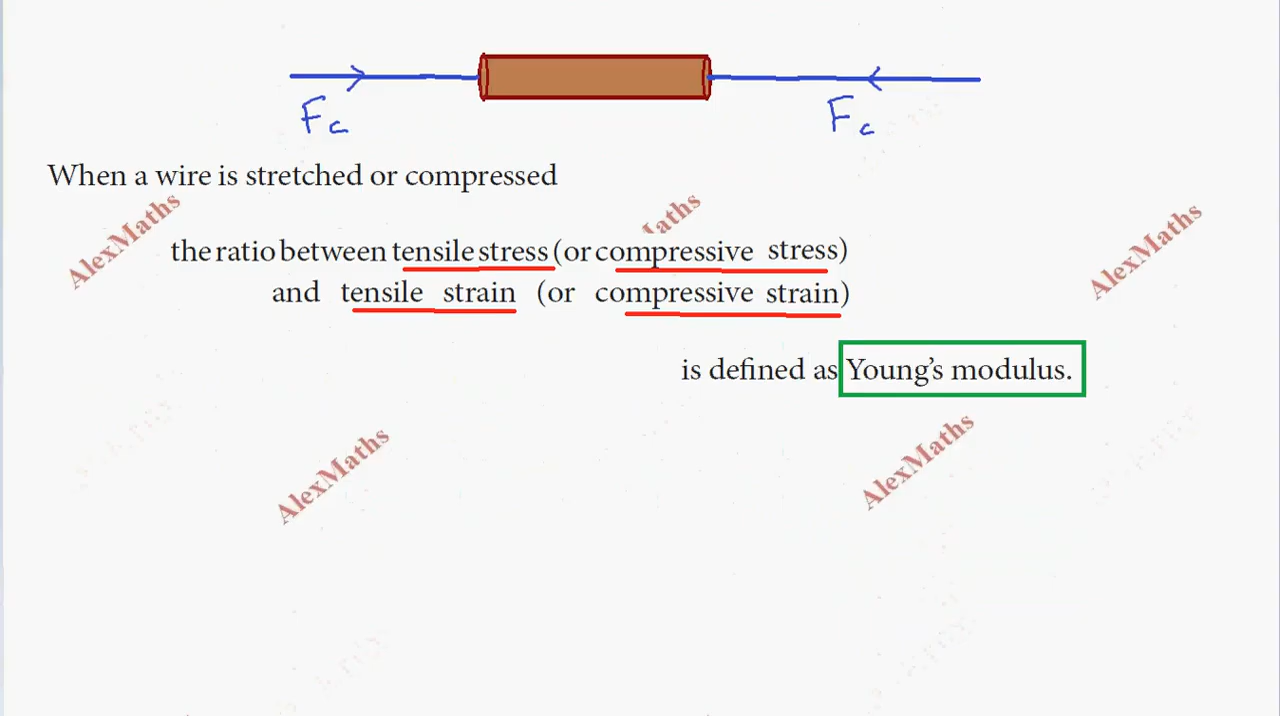 Fc Fc
When a wire is stretched or compressed
AlexMaths Maths AlexMaths
the ratio between tensile stress (or compressive stress)
and tensile strain (or compressive strain)
is defined as Young's modulus.
AlexMaths AlexMaths